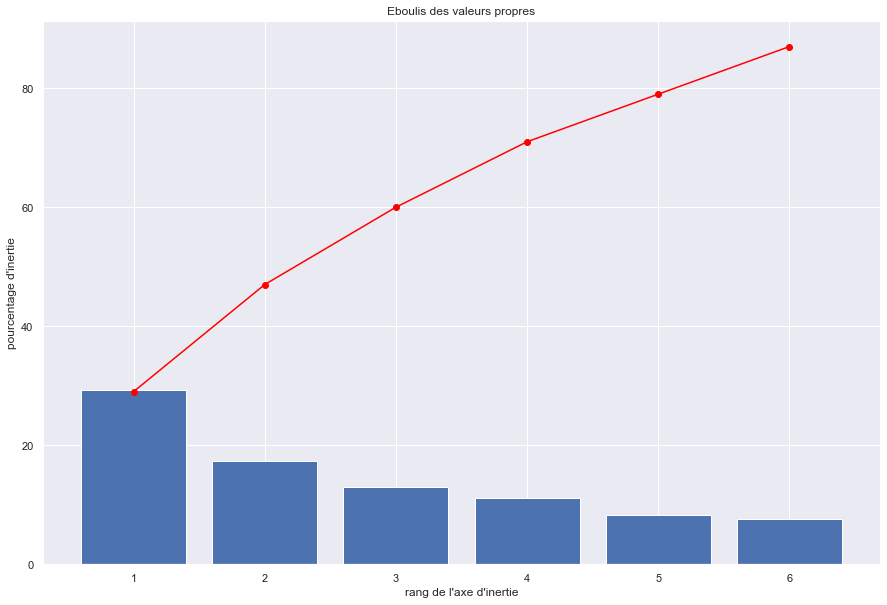 Eboulis des valeurs propres
pourcentage d'inertie
80
60
40
20
0
1 2 3 4 5 6
rang de l'axe d'inertie